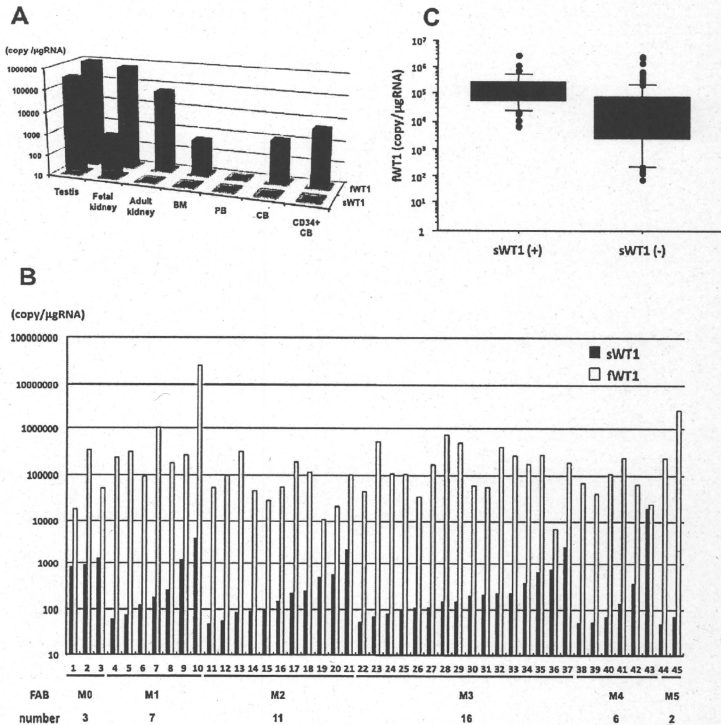 A
(copy /µgRNA)
1000000
100000
10000
1000
100
10
Testis
Fetal
kidney
Adult
kidney
BM
PB
CB
CD34+
CB
fWT1
sWT1
C
fWT1 (copy/µgRNA)
10⁷
10⁶
10⁵
10⁴
10³
10²
10¹
1
sWT1 (+)
sWT1 (-)
B
(copy/µgRNA)
100000000
10000000
1000000
100000
10000
1000
100
10
sWT1
fWT1
1 2 3 4 5 6 7 8 9 10 11 12 13 14 15 16 17 18 19 20 21 22 23 24 25 26 27 28 29 30 31 32 33 34 35 36 37 38 39 40 41 42 43 44 45
FAB M0 M1 M2 M3 M4 M5
number 3 7 11 16 6 2